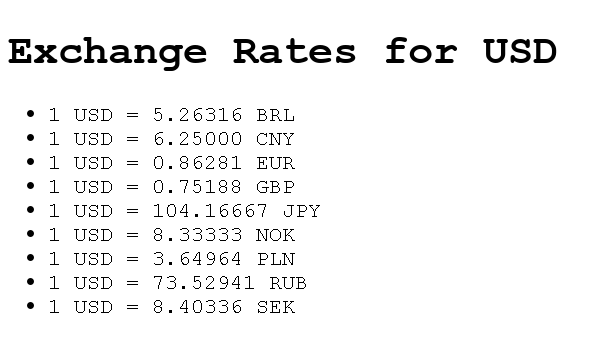 Exchange Rates for USD
• 1 USD = 5.26316 BRL
• 1 USD = 6.25000 CNY
• 1 USD = 0.86281 EUR
• 1 USD = 0.75188 GBP
• 1 USD = 104.16667 JPY
• 1 USD = 8.33333 NOK
• 1 USD = 3.64964 PLN
• 1 USD = 73.52941 RUB
• 1 USD = 8.40336 SEK